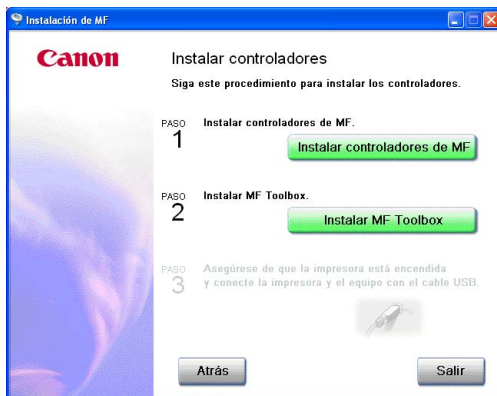 Instalación de MF
Canon
Instalar controladores
Siga este procedimiento para instalar los controladores.
PASO
1
Instalar controladores de MF.
Instalar controladores de MF
PASO
2
Instalar MF Toolbox.
Instalar MF Toolbox
PASO
3
Asegúrese de que la impresora está encendida
y conecte la impresora y el equipo con el cable USB.
Atrás
Salir